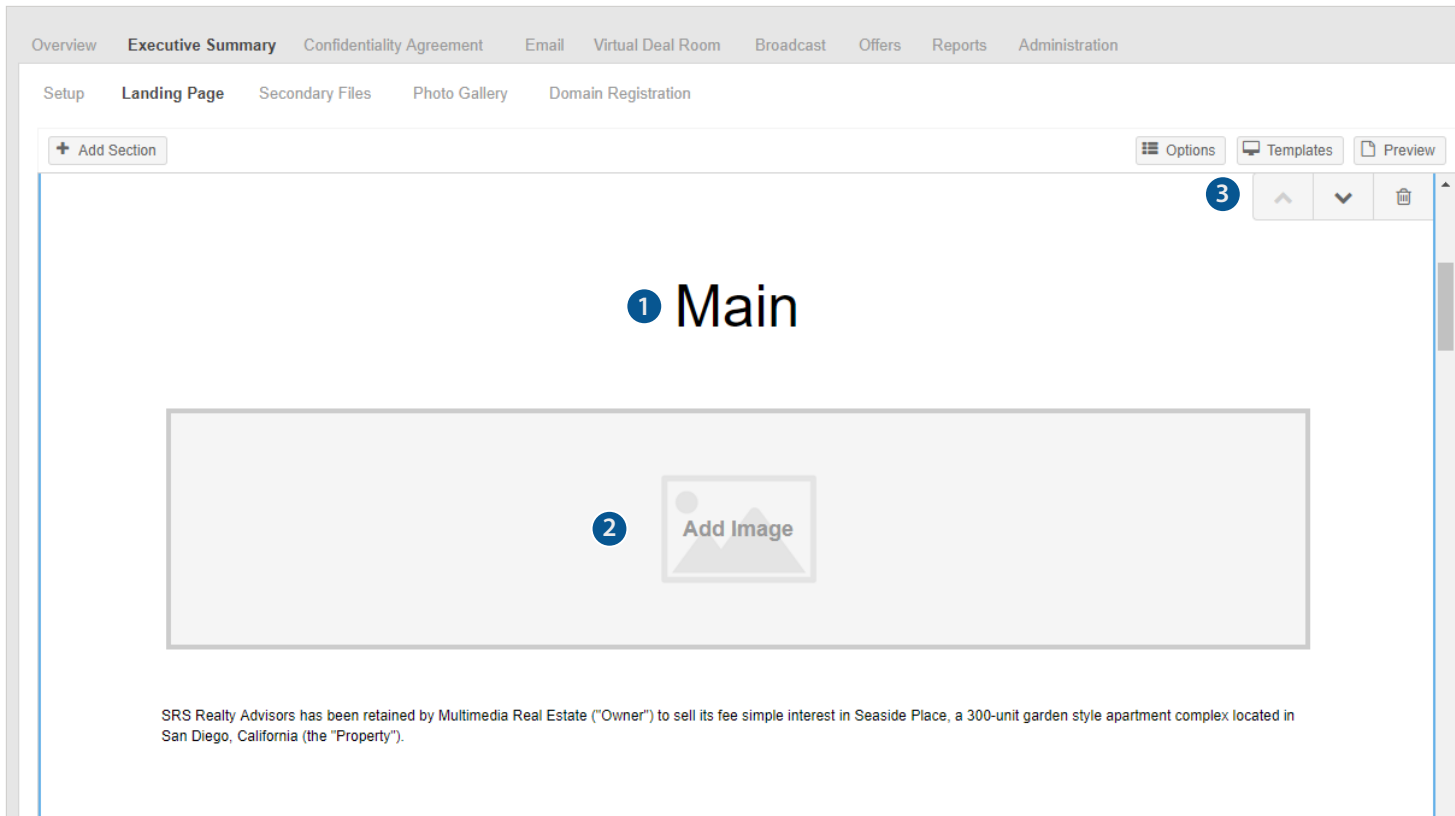 Overview Executive Summary Confidentiality Agreement Email Virtual Deal Room Broadcast Offers Reports Administration
Setup Landing Page Secondary Files Photo Gallery Domain Registration
+ Add Section Options Templates Preview
3
1 Main
2 Add Image
SRS Realty Advisors has been retained by Multimedia Real Estate ("Owner") to sell its fee simple interest in Seaside Place, a 300-unit garden style apartment complex located in
San Diego, California (the "Property").